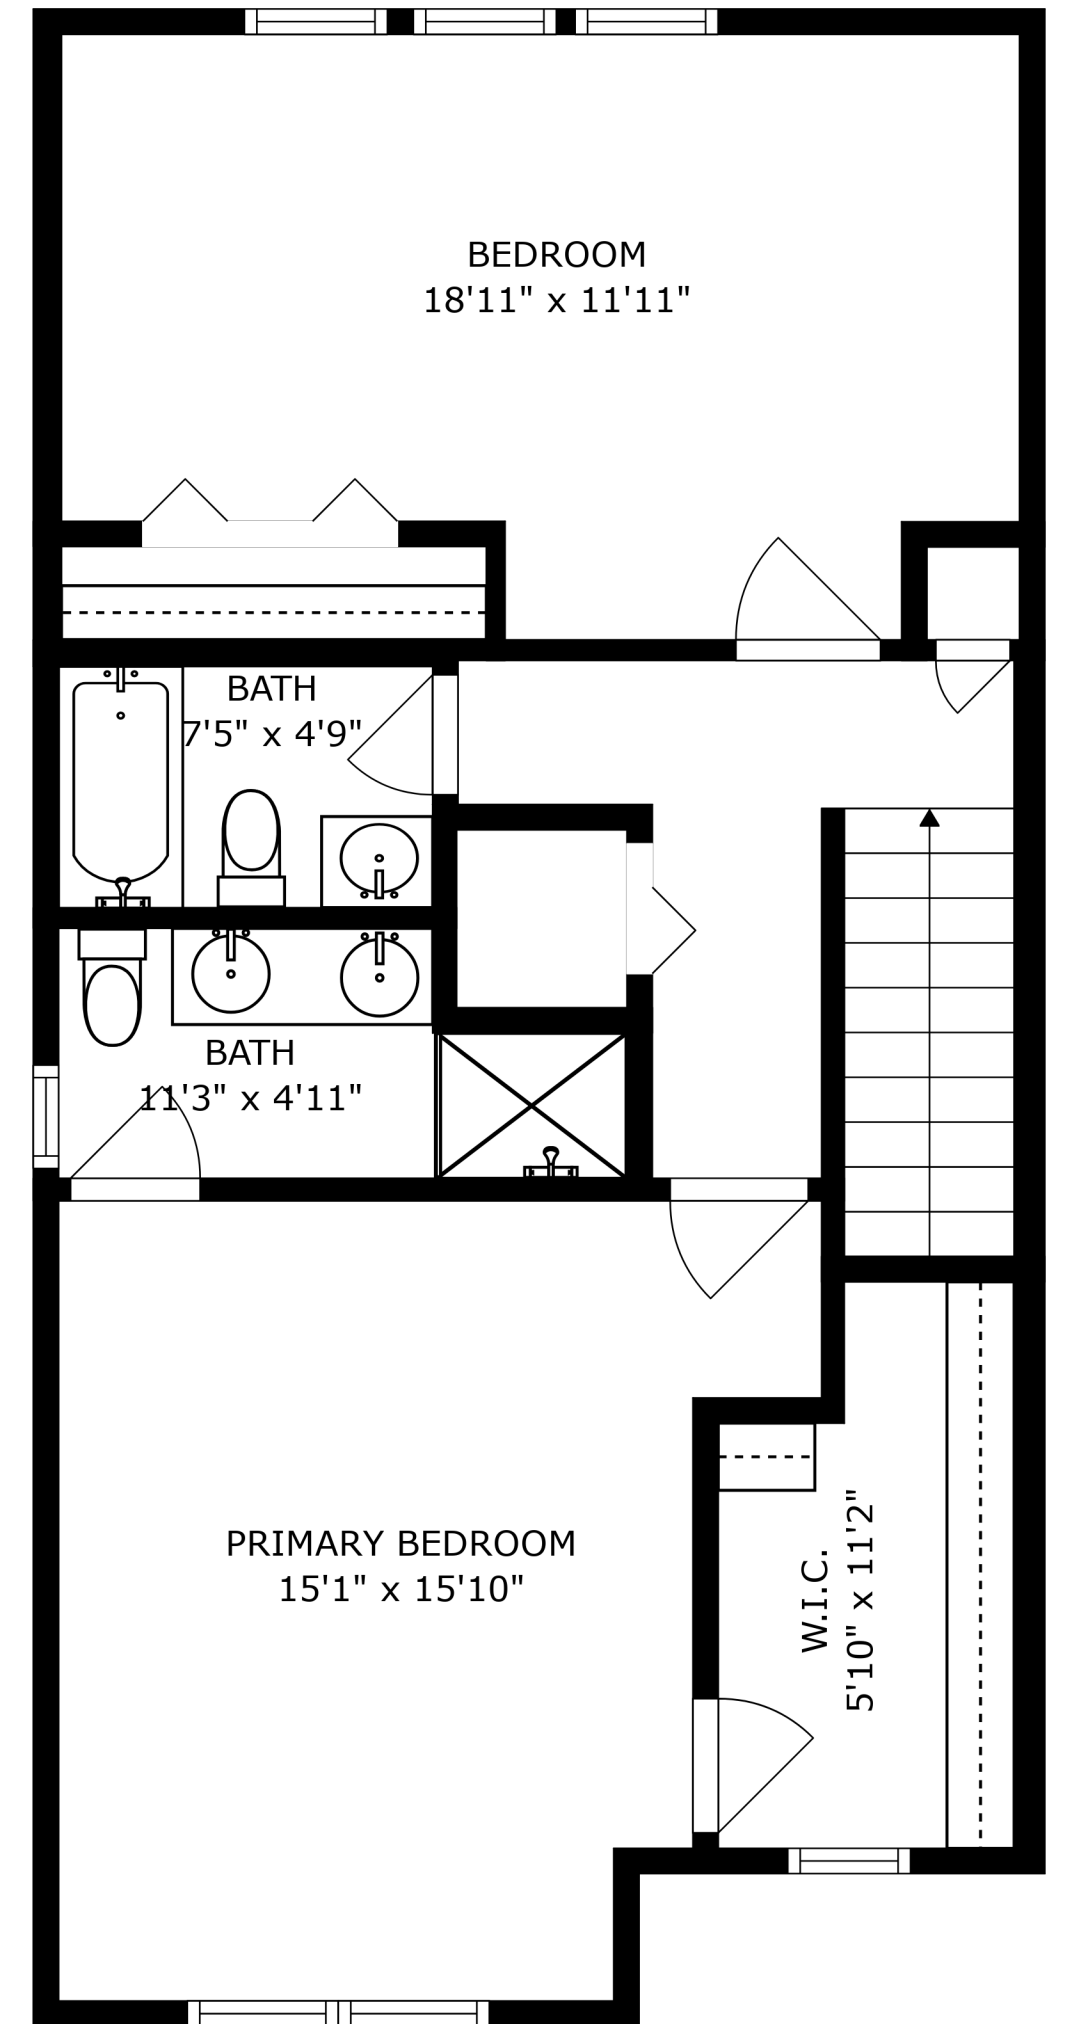 BEDROOM
18'11" x 11'11"
BATH
7'5" x 4'9"
BATH
11'3" x 4'11"
PRIMARY BEDROOM
15'1" x 15'10"
W.I.C.
5'10" x 11'2"